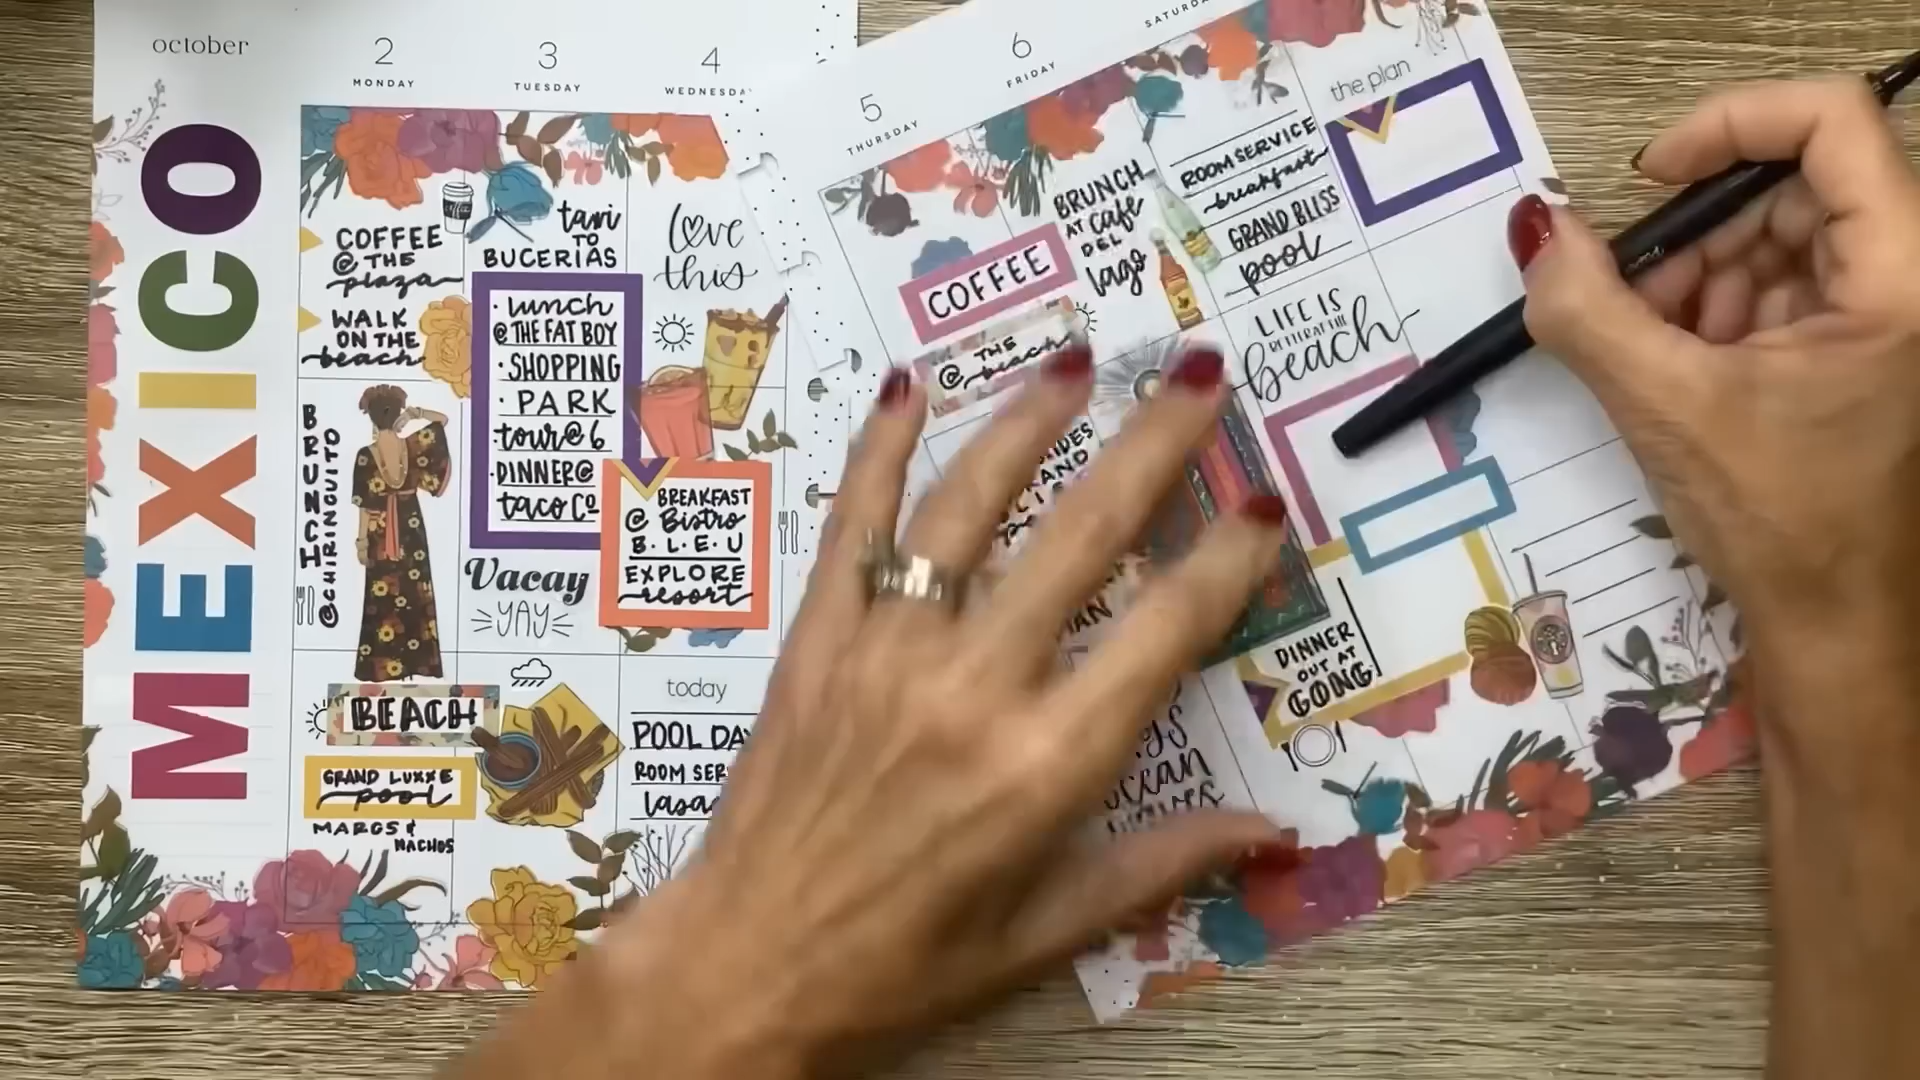 october
MEXICO
2
MONDAY
3
TUESDAY
4
WEDNESDAY
COFFEE
@ THE
plaza
WALK
ON THE
beach
BRUNCH
@CHIRINGUITO
BEACH
GRAND LUXXE
pool
MARGS &
NACHOS
taxi
TO
BUCERIAS
· lunch
@ THE FAT BOY
· SHOPPING
· PARK
tour@6
· DINNER@
taco Co
Vacay
YAY
love
this
BREAKFAST
@ Bistro
B.L.E.U
EXPLORE
resort
today
POOL DAY
ROOM SER
5
THURSDAY
6
FRIDAY
SATURDA
COFFEE
@ THE
beach
BRUNCH
AT cafe
DEL
lago
ROOM SERVICE
breakfast
GRAND BLISS
pool
LIFE IS
BETTER AT THE
beach
DINNER
OUT AT
GONG
ocean
the plan